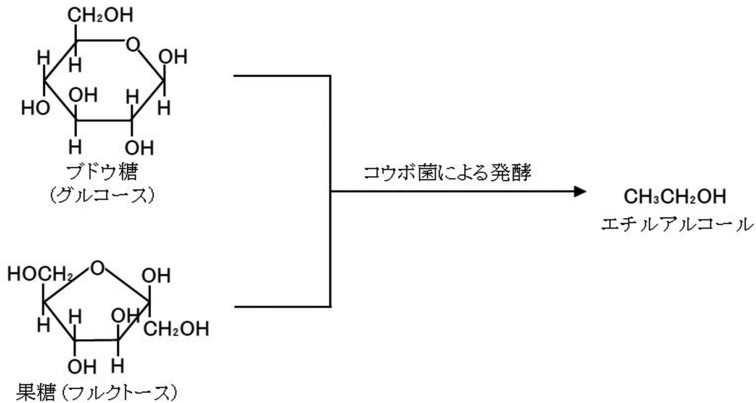 CH₂OH
O
H
OH
H
OH
H
HO
H
H
OH
ブドウ糖
(グルコース)
コウボ菌による発酵
CH₃CH₂OH
エチルアルコール
HOCH₂
O
OH
H
H
OH
CH₂OH
OH
H
果糖(フルクトース)